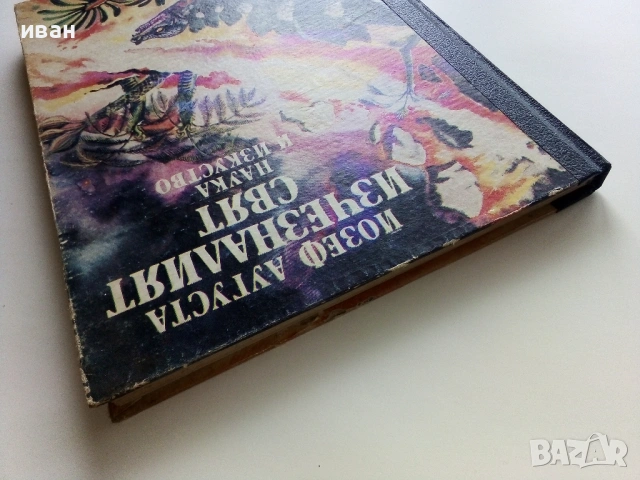 иван
ЙОЗЕФ АУГУСТА
ИЗЧЕЗНАЛИЯТ
СВЯТ
НАУКА
И ИЗКУСТВО
BAZAR